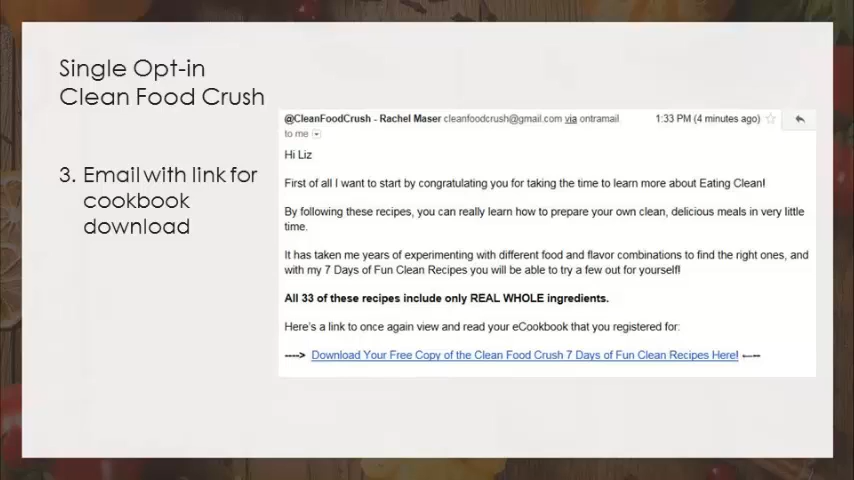 Single Opt-in
Clean Food Crush
3. Email with link for
cookbook
download
@CleanFoodCrush - Rachel Maser cleanfoodcrush@gmail.com via ontramail 1:33 PM (4 minutes ago)
to me
Hi Liz
First of all I want to start by congratulating you for taking the time to learn more about Eating Clean!
By following these recipes, you can really learn how to prepare your own clean, delicious meals in very little
time.
It has taken me years of experimenting with different food and flavor combinations to find the right ones, and
with my 7 Days of Fun Clean Recipes you will be able to try a few out for yourself!
All 33 of these recipes include only REAL WHOLE ingredients.
Here's a link to once again view and read your eCookbook that you registered for:
----> Download Your Free Copy of the Clean Food Crush 7 Days of Fun Clean Recipes Here! <----